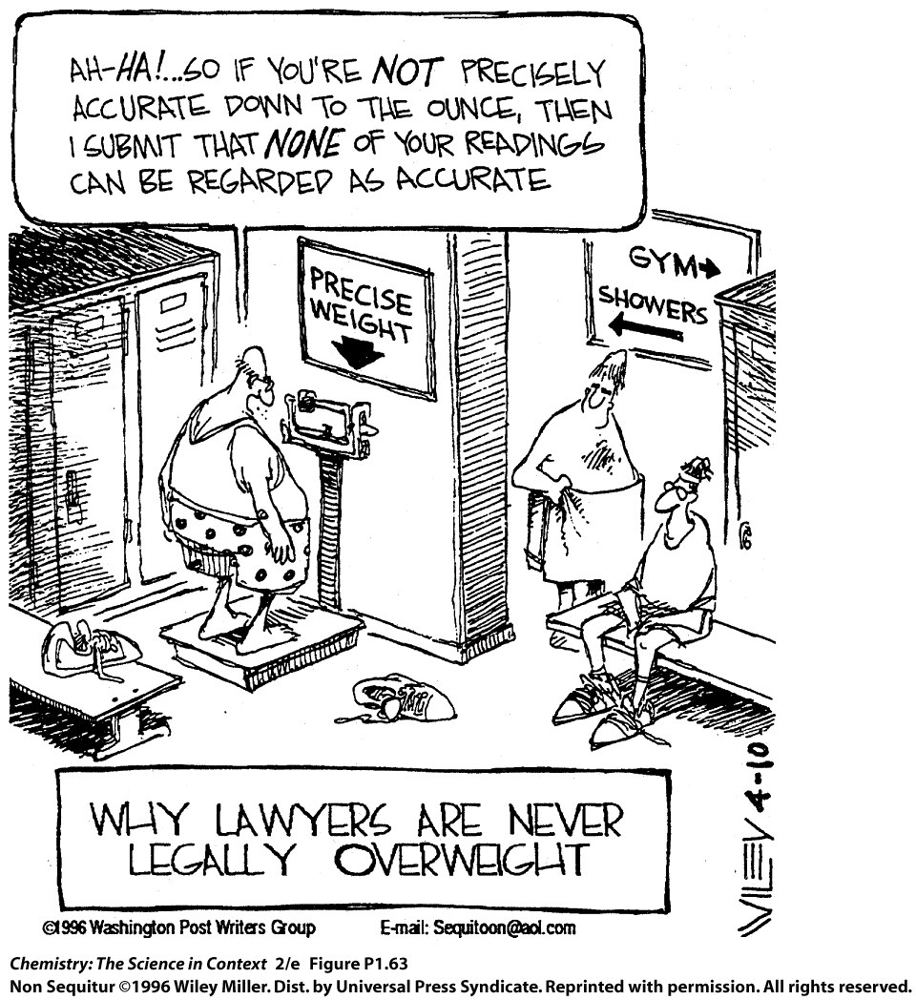 AH-HA!...SO IF YOU'RE NOT PRECISELY
ACCURATE DOWN TO THE OUNCE, THEN
I SUBMIT THAT NONE OF YOUR READINGS
CAN BE REGARDED AS ACCURATE
PRECISE
WEIGHT
GYM→
SHOWERS
←
WHY LAWYERS ARE NEVER
LEGALLY OVERWEIGHT
WILEY 4-10
©1996 Washington Post Writers Group E-mail: Sequitoon@aol.com
Chemistry: The Science in Context 2/e Figure P1.63
Non Sequitur ©1996 Wiley Miller. Dist. by Universal Press Syndicate. Reprinted with permission. All rights reserved.